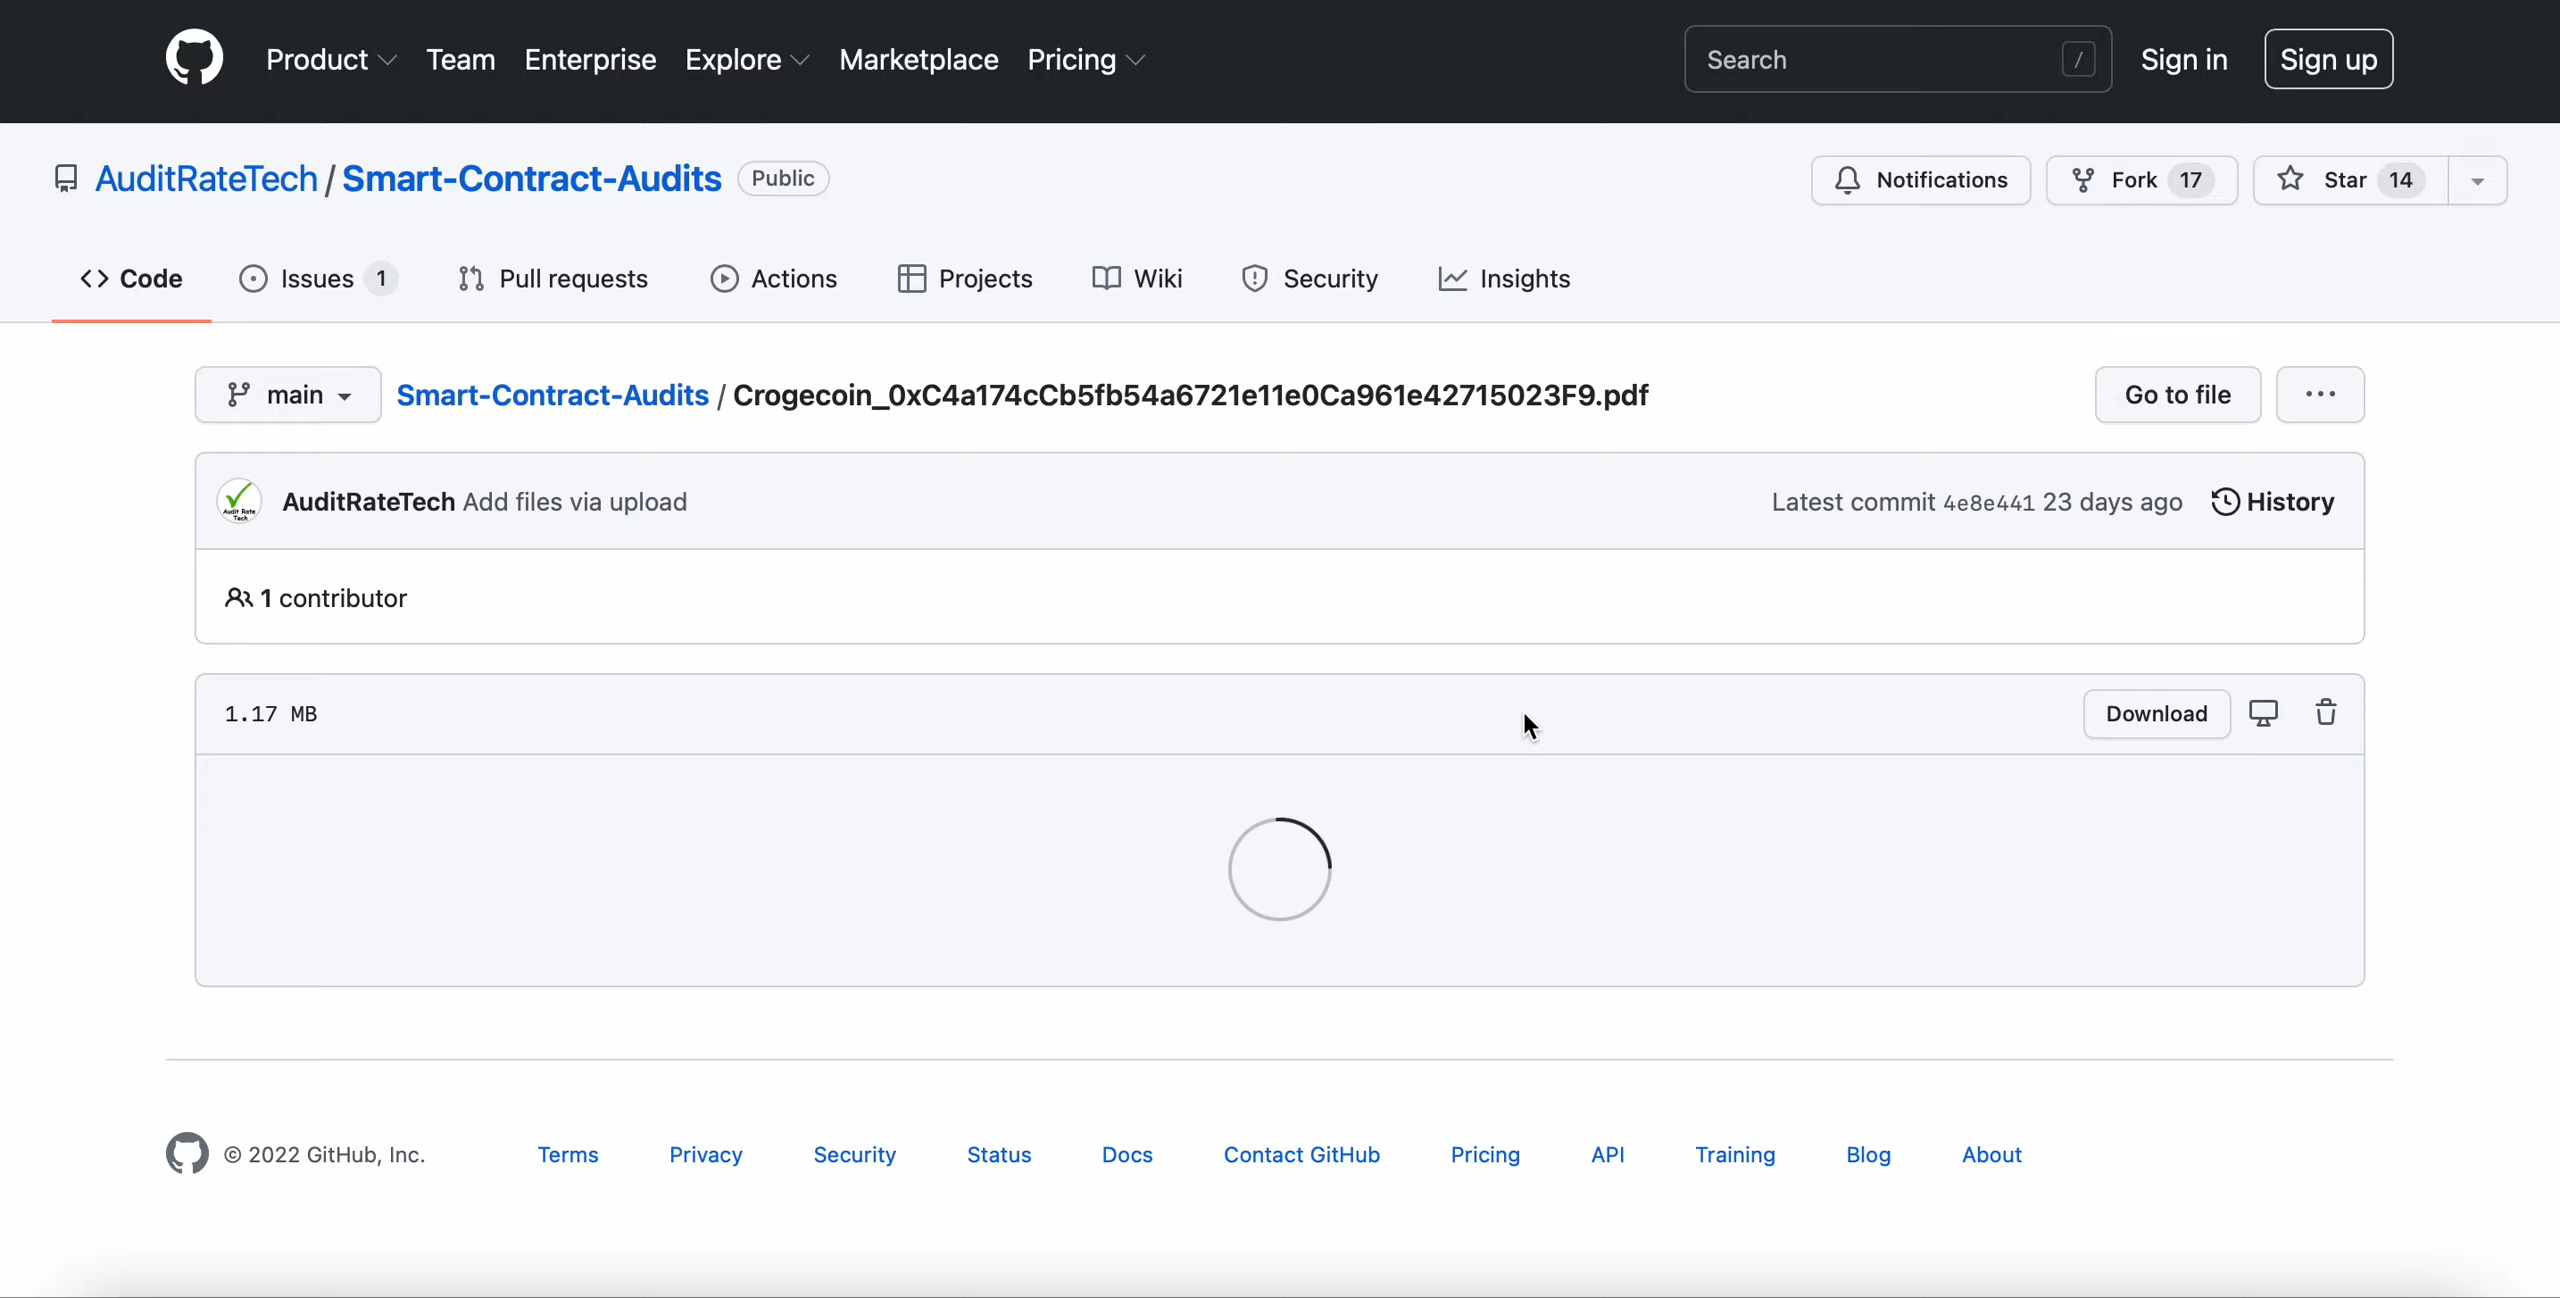 Product Team Enterprise Explore Marketplace Pricing Search / Sign in Sign up
AuditRateTech / Smart-Contract-Audits Public Notifications Fork 17 Star 14
Code Issues 1 Pull requests Actions Projects Wiki Security Insights
main Smart-Contract-Audits / Crogecoin_0xC4a174cCb5fb54a6721e11e0Ca961e42715023F9.pdf Go to file ...
Audit Rate
Tech
AuditRateTech Add files via upload Latest commit 4e8e441 23 days ago History
1 contributor
1.17 MB Download
© 2022 GitHub, Inc. Terms Privacy Security Status Docs Contact GitHub Pricing API Training Blog About